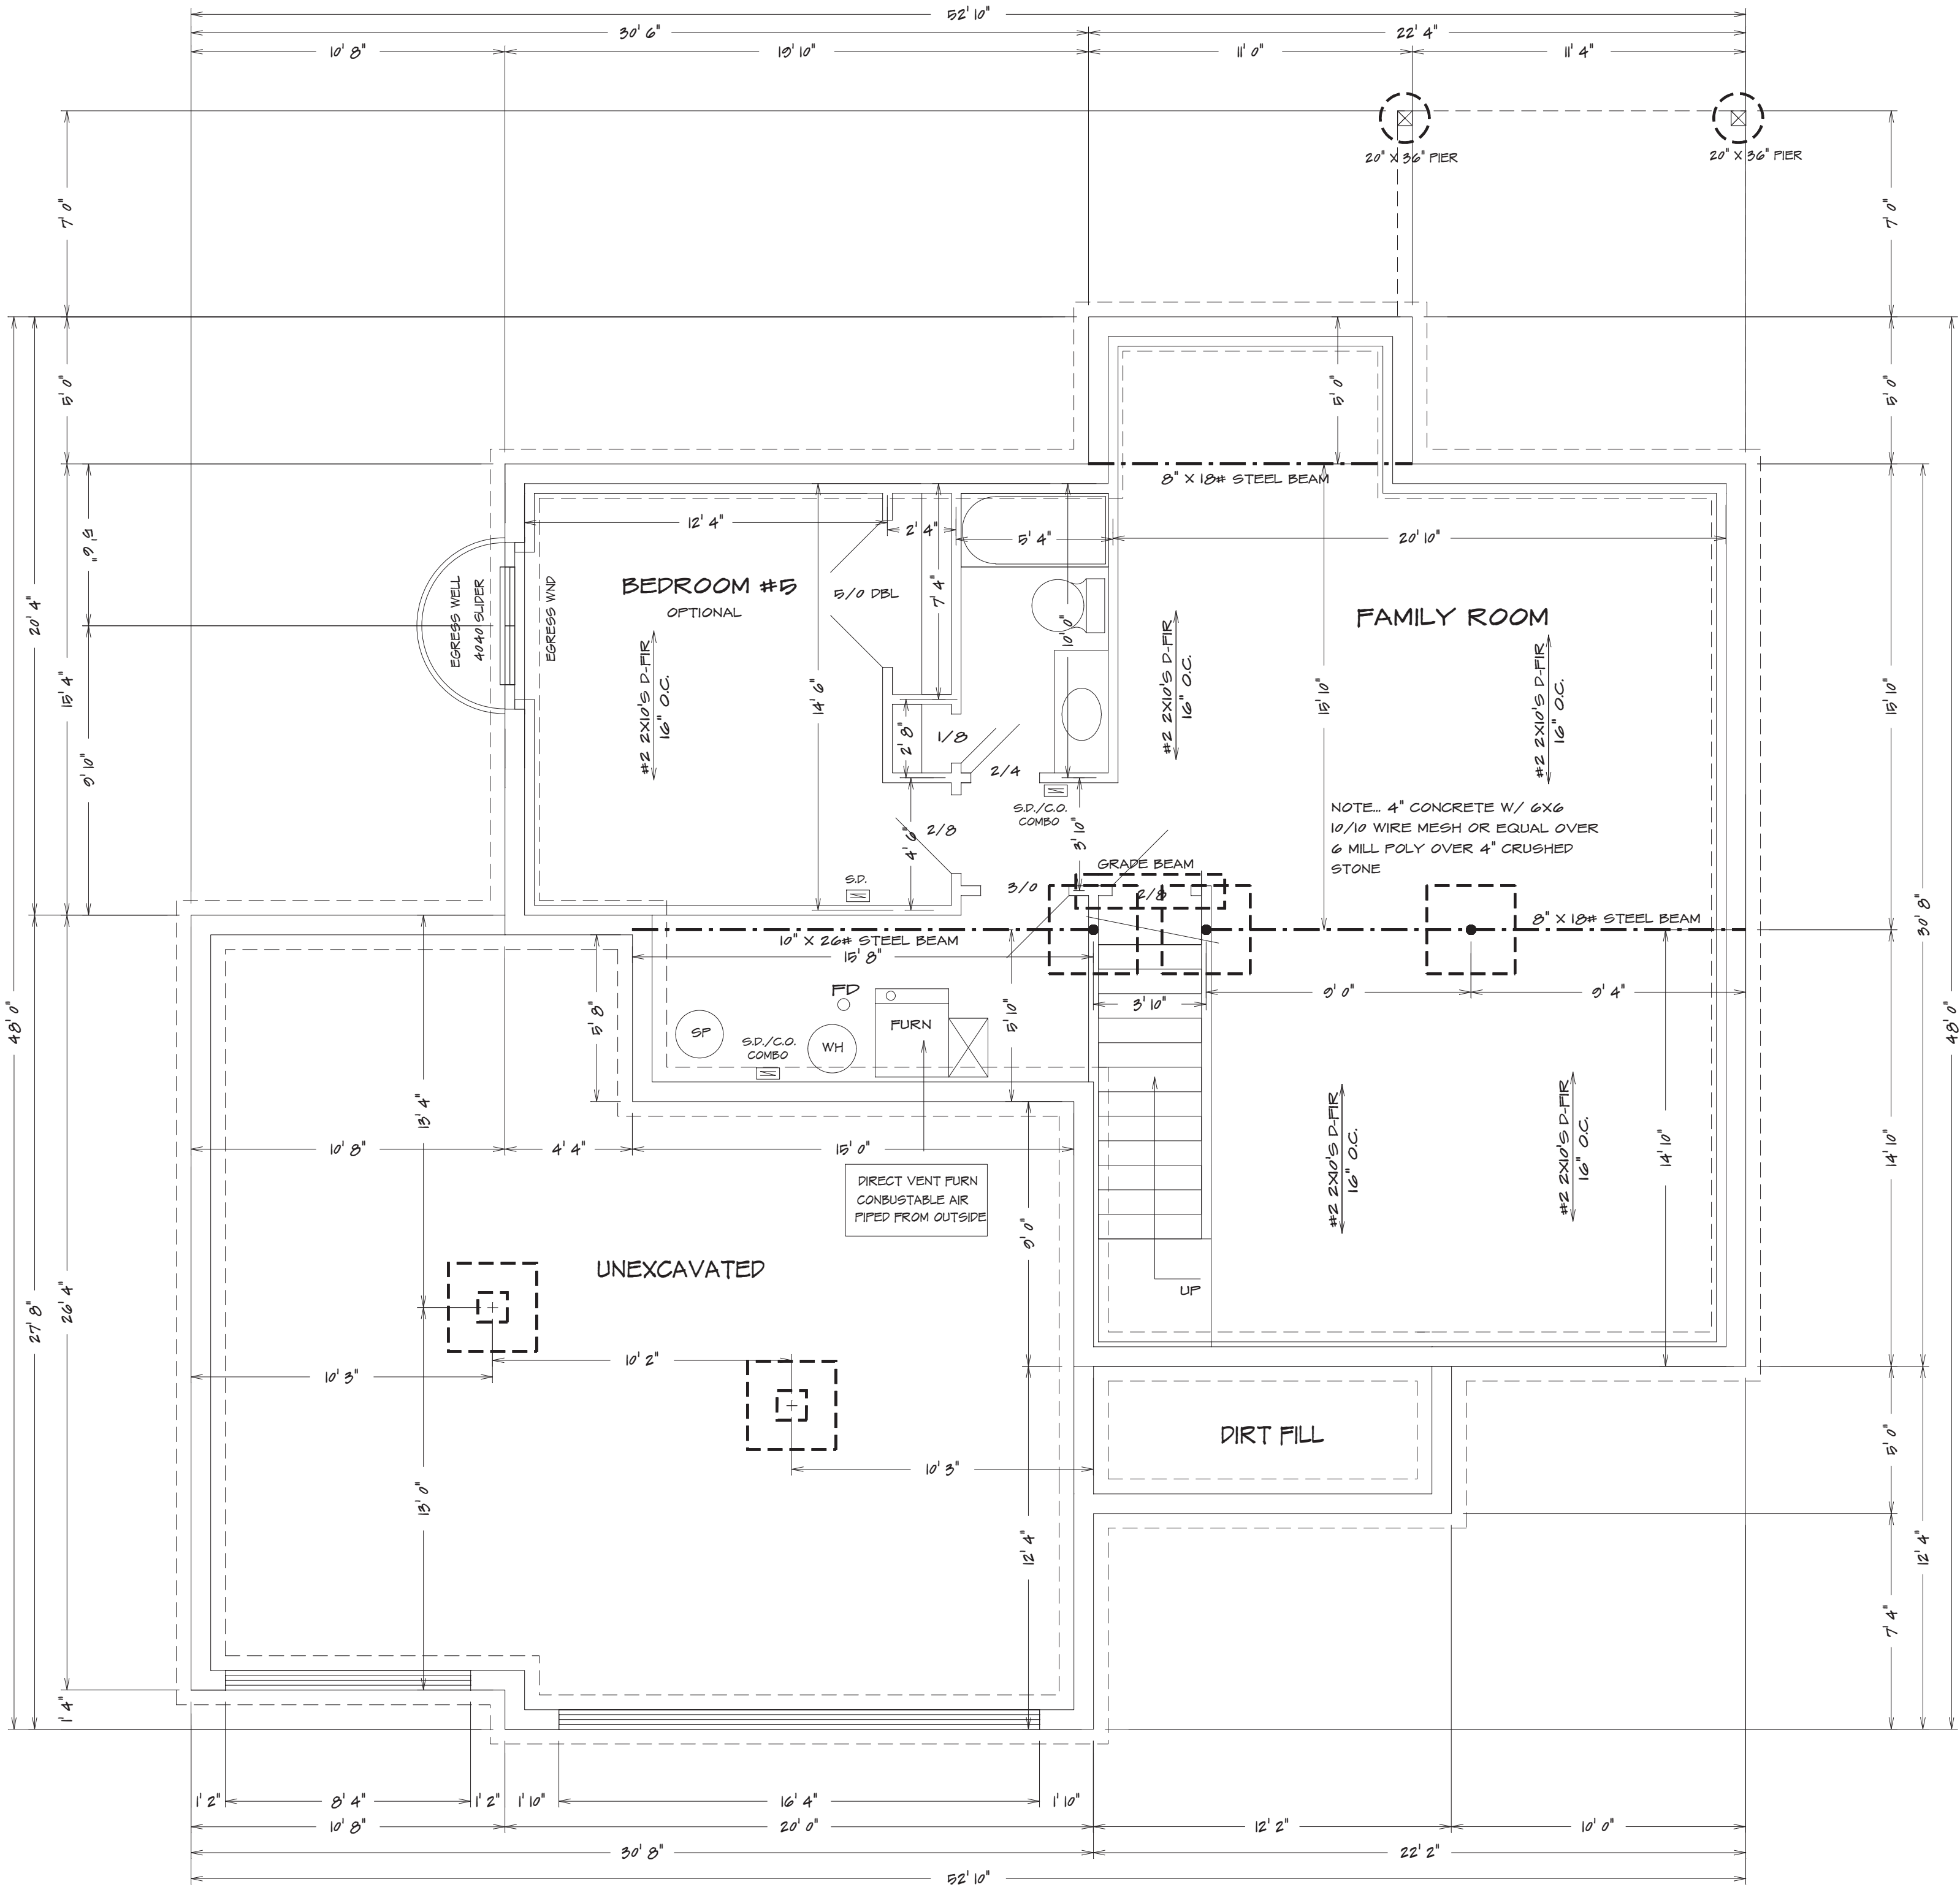 52' 10"
30' 6"
22' 4"
10' 8"
19' 10"
11' 0"
11' 4"
20" X 36" PIER
20" X 36" PIER
7' 0"
7' 0"
5' 0"
5' 0"
5' 0"
8" X 18# STEEL BEAM
12' 4"
2' 4"
5' 4"
20' 10"
5' 6"
20' 4"
15' 4"
9' 10"
EGRESS WELL
4040 SLIDER
EGRESS WND
BEDROOM #5
OPTIONAL
5/0 DBL
7' 4"
10' 0"
FAMILY ROOM
#2 2X10'S D-FIR
16" O.C.
#2 2X10'S D-FIR
16" O.C.
#2 2X10'S D-FIR
16" O.C.
14' 6"
15' 10"
15' 10"
2' 8"
1/8
2/4
S.D./C.O.
COMBO
2/8
4' 6"
3' 10"
NOTE... 4" CONCRETE W/ 6X6
10/10 WIRE MESH OR EQUAL OVER
6 MILL POLY OVER 4" CRUSHED
STONE
GRADE BEAM
S.D.
3/0
2/8
8" X 18# STEEL BEAM
10" X 26# STEEL BEAM
15' 8"
30' 8"
48' 0"
48' 0"
FD
SP
S.D./C.O.
COMBO
WH
FURN
5' 8"
5' 10"
3' 10"
9' 0"
9' 4"
13' 4"
10' 8"
4' 4"
15' 0"
14' 10"
14' 10"
#2 2X10'S D-FIR
16" O.C.
#2 2X10'S D-FIR
16" O.C.
DIRECT VENT FURN
CONBUSTABLE AIR
PIPED FROM OUTSIDE
9' 0"
UNEXCAVATED
UP
27' 8"
26' 4"
10' 2"
10' 3"
10' 3"
DIRT FILL
5' 0"
13' 0"
12' 4"
12' 4"
7' 4"
1' 4"
1' 2"
8' 4"
1' 2"
1' 10"
16' 4"
1' 10"
10' 8"
20' 0"
12' 2"
10' 0"
30' 8"
22' 2"
52' 10"